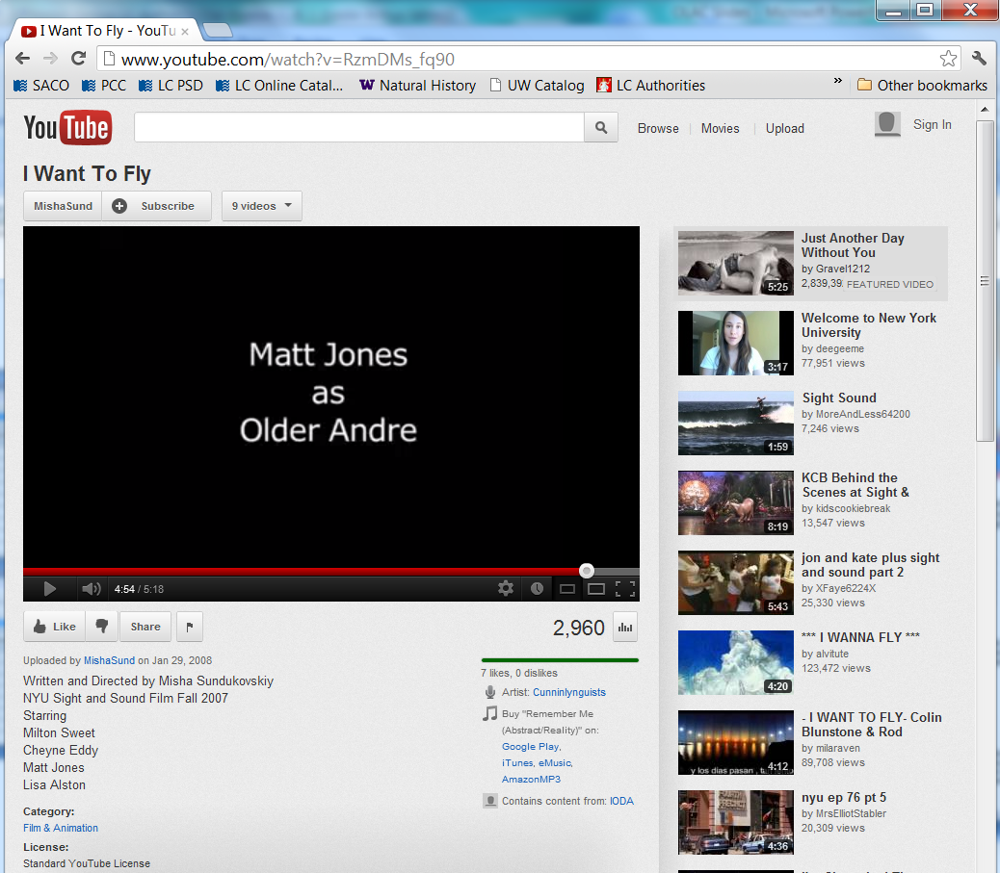 I Want To Fly - YouTu
www.youtube.com/watch?v=RzmDMs_fq90
SACO PCC LC PSD LC Online Catal... Natural History UW Catalog LC Authorities » Other bookmarks
YouTube Browse Movies Upload Sign In
I Want To Fly
MishaSund Subscribe 9 videos
Matt Jones
as
Older Andre
4:54 / 5:18
Like Share 2,960
Uploaded by MishaSund on Jan 29, 2008
Written and Directed by Misha Sundukovskiy
NYU Sight and Sound Film Fall 2007
Starring
Milton Sweet
Cheyne Eddy
Matt Jones
Lisa Alston
Category:
Film & Animation
License:
Standard YouTube License
7 likes, 0 dislikes
Artist: Cunninlynguists
Buy "Remember Me
(Abstract/Reality)" on:
Google Play,
iTunes, eMusic,
AmazonMP3
Contains content from: IODA
5:25
Just Another Day
Without You
by Gravel1212
2,839,39 FEATURED VIDEO
3:17
Welcome to New York
University
by deegeeme
77,951 views
1:59
Sight Sound
by MoreAndLess64200
7,246 views
8:19
KCB Behind the
Scenes at Sight &
by kidscookiebreak
13,547 views
5:43
jon and kate plus sight
and sound part 2
by XFaye6224X
25,330 views
4:20
*** I WANNA FLY ***
by alvitute
123,472 views
4:12
y los dias pasan
- I WANT TO FLY- Colin
Blunstone & Rod
by milaraven
89,708 views
4:36
nyu ep 76 pt 5
by MrsElliotStabler
20,309 views